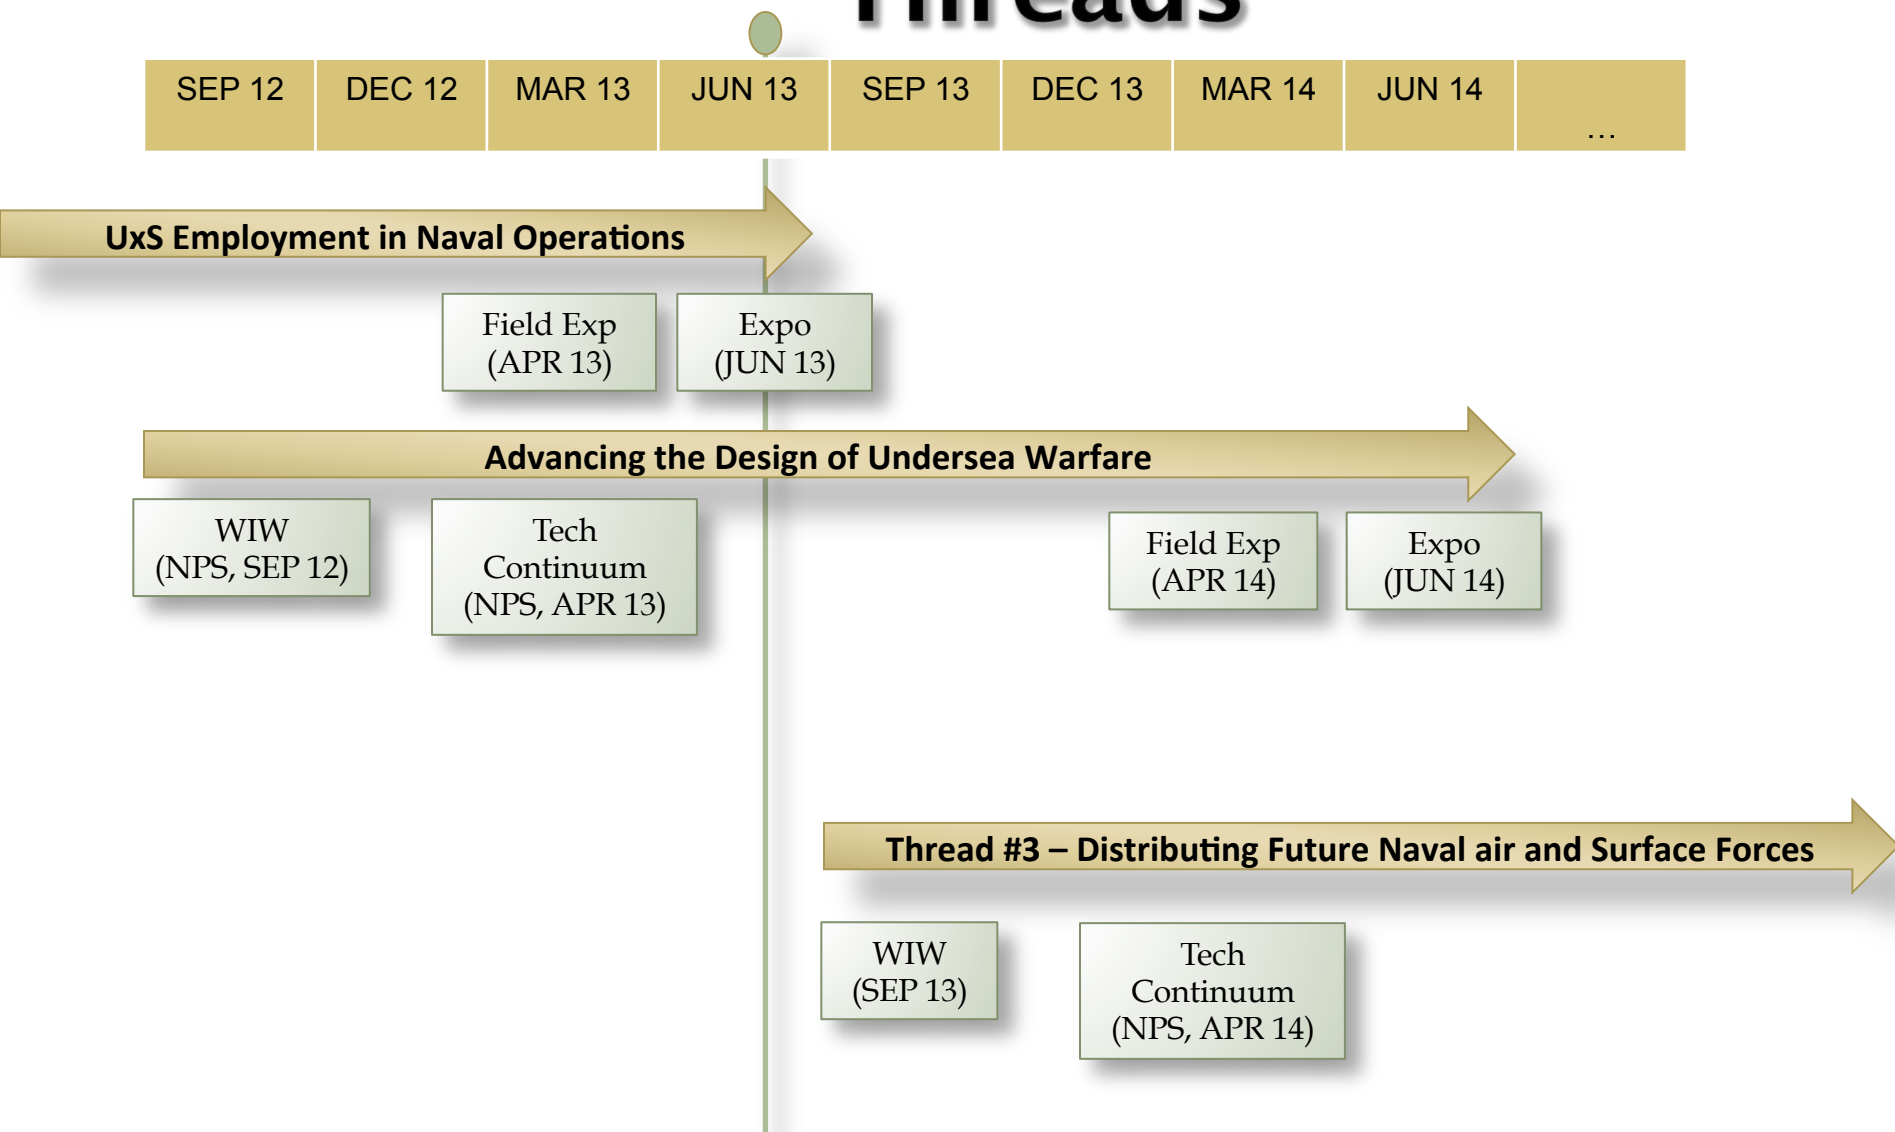 Threads
SEP 12
DEC 12
MAR 13
JUN 13
SEP 13
DEC 13
MAR 14
JUN 14
…
UxS Employment in Naval Operations
Field Exp
(APR 13)
Expo
(JUN 13)
Advancing the Design of Undersea Warfare
WIW
(NPS, SEP 12)
Tech
Continuum
(NPS, APR 13)
Field Exp
(APR 14)
Expo
(JUN 14)
Thread #3 – Distributing Future Naval air and Surface Forces
WIW
(SEP 13)
Tech
Continuum
(NPS, APR 14)